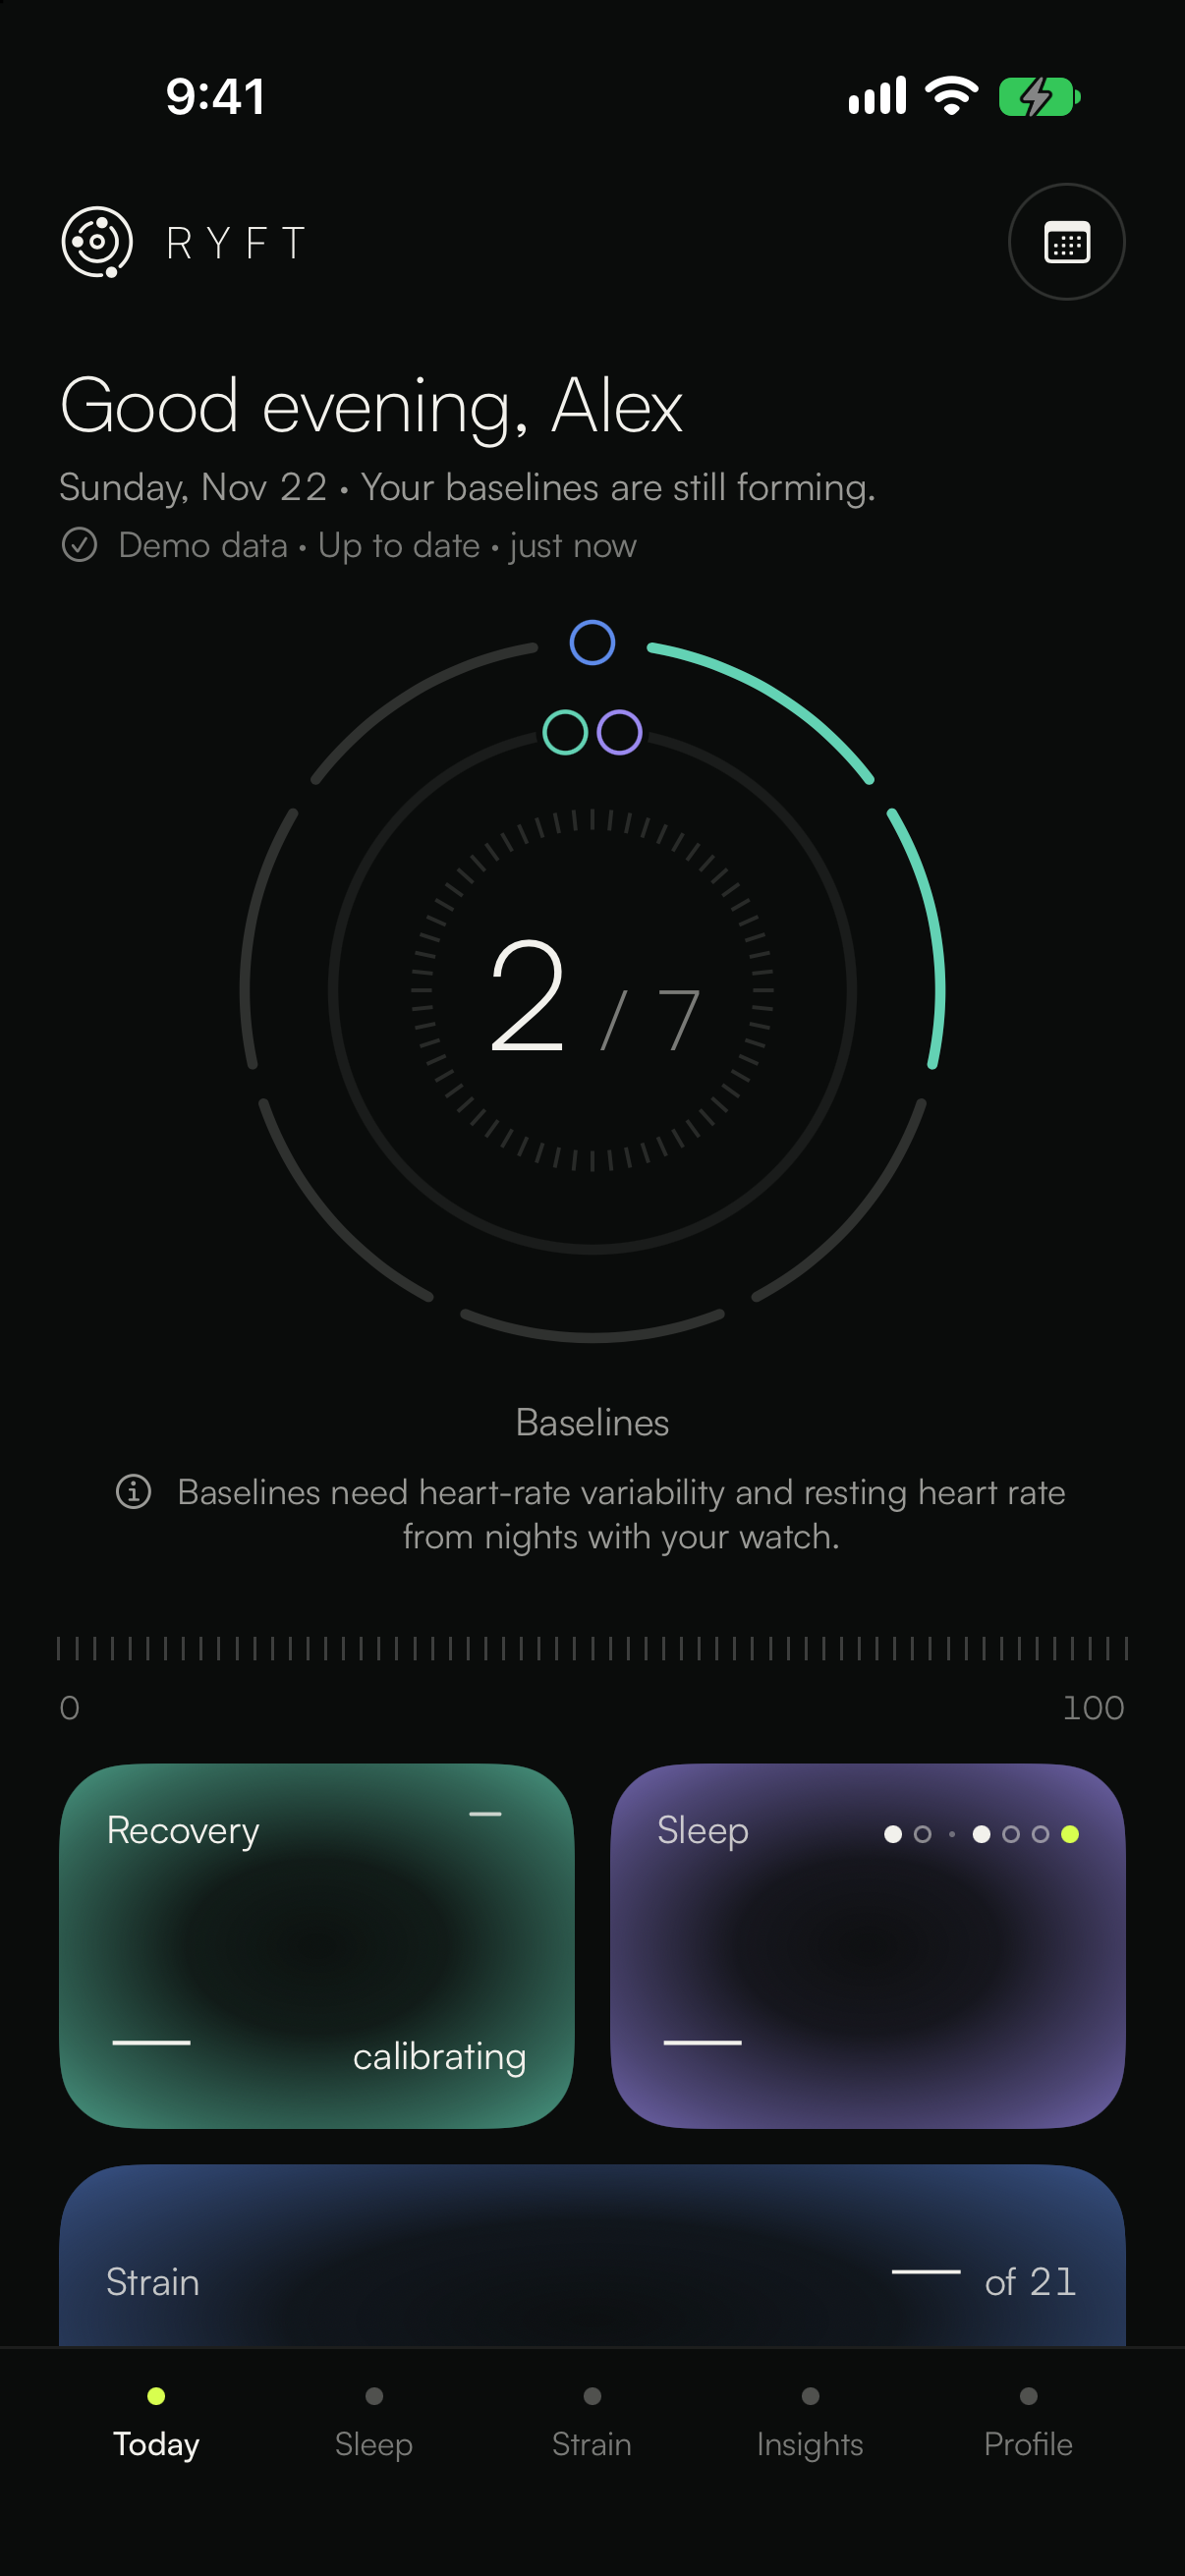 9:41
RYFT
Good evening, Alex
Sunday, Nov 22 · Your baselines are still forming.
Demo data · Up to date · just now
2 / 7
Baselines
Baselines need heart-rate variability and resting heart rate
from nights with your watch.
0 100
Recovery —
— calibrating
Sleep
—
Strain — of 21
Today Sleep Strain Insights Profile